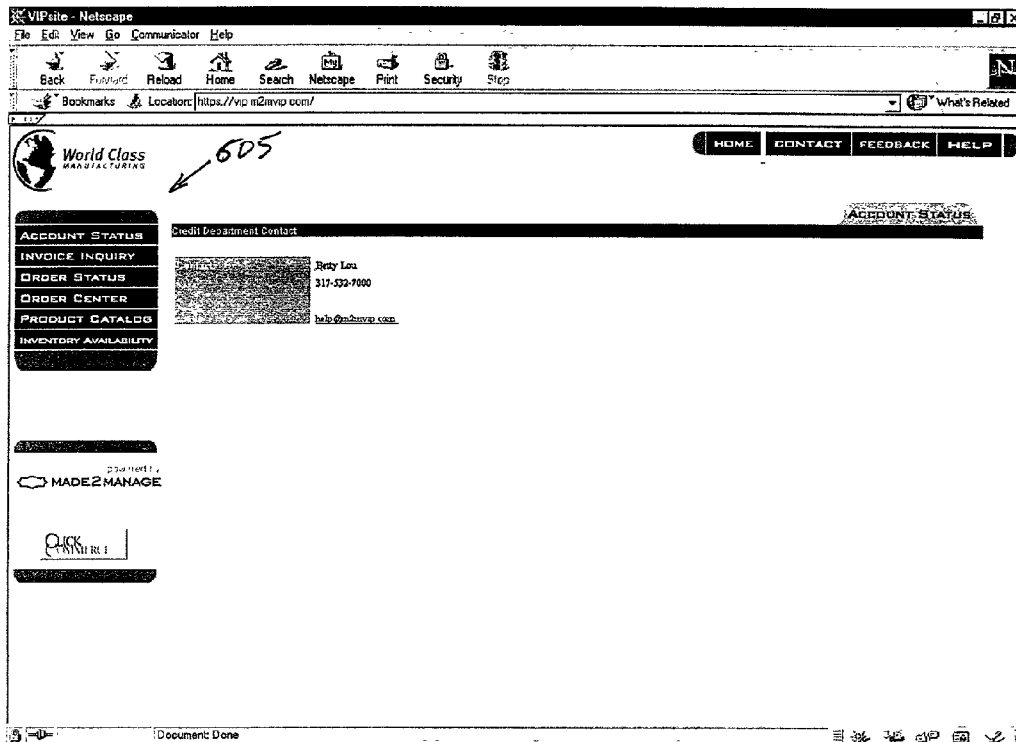 VIPsite - Netscape
File Edit View Go Communicator Help
Back Forward Reload Home Search Netscape Print Security Stop
Bookmarks Location: https://vip.m2mvip.com/ What's Related
World Class
MANUFACTURING
605
HOME CONTACT FEEDBACK HELP
ACCOUNT STATUS
ACCOUNT STATUS
INVOICE INQUIRY
ORDER STATUS
ORDER CENTER
PRODUCT CATALOG
INVENTORY AVAILABILITY
Credit Department Contact
Betty Lou
317-532-7000
help@m2mvip.com
powered by
MADE2MANAGE
QUICK
COMMERCE
Document: Done